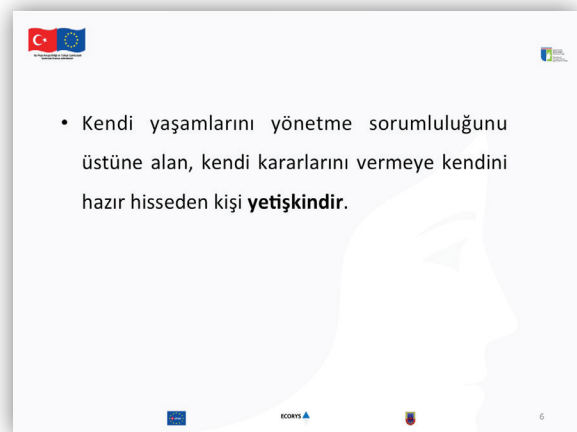 • Kendi yaşamlarını yönetme sorumluluğunu
üstüne alan, kendi kararlarını vermeye kendini
hazır hisseden kişi yetişkindir.
ECORYS
6